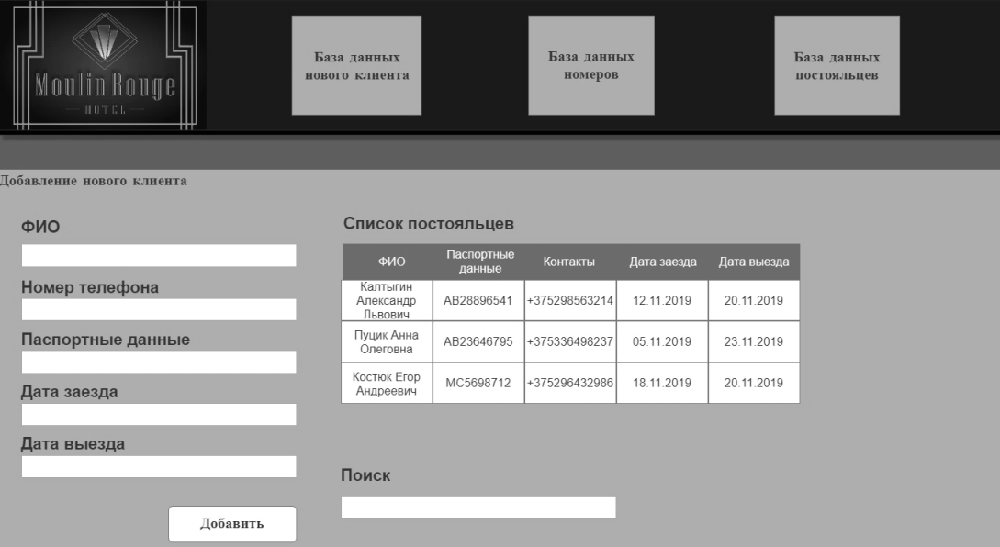 Moulin Rouge
HOTEL
База данных
нового клиента
База данных
номеров
База данных
постояльцев
Добавление нового клиента
ФИО
Номер телефона
Паспортные данные
Дата заезда
Дата выезда
Добавить
Список постояльцев
ФИО Паспортные данные Контакты Дата заезда Дата выезда
Калтыгин Александр Львович АВ28896541 +375298563214 12.11.2019 20.11.2019
Пуцик Анна Олеговна АВ23646795 +375336498237 05.11.2019 23.11.2019
Костюк Егор Андреевич МС5698712 +375296432986 18.11.2019 20.11.2019
Поиск